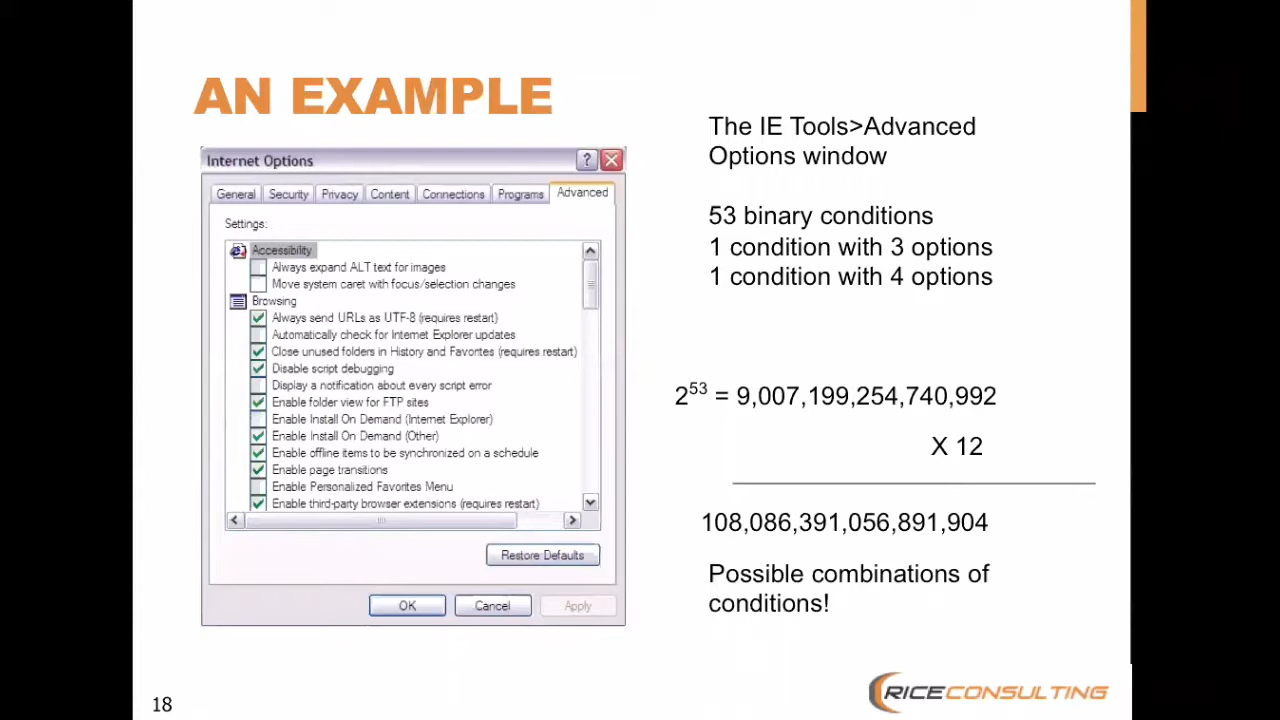 AN EXAMPLE
Internet Options
?
General Security Privacy Content Connections Programs Advanced
Settings:
Accessibility
Always expand ALT text for images
Move system caret with focus/selection changes
Browsing
Always send URLs as UTF-8 (requires restart)
Automatically check for Internet Explorer updates
Close unused folders in History and Favorites (requires restart)
Disable script debugging
Display a notification about every script error
Enable folder view for FTP sites
Enable Install On Demand (Internet Explorer)
Enable Install On Demand (Other)
Enable offline items to be synchronized on a schedule
Enable page transitions
Enable Personalized Favorites Menu
Enable third-party browser extensions (requires restart)
Restore Defaults
OK Cancel Apply
The IE Tools>Advanced
Options window
53 binary conditions
1 condition with 3 options
1 condition with 4 options
2⁵³ = 9,007,199,254,740,992
X 12
108,086,391,056,891,904
Possible combinations of
conditions!
18
RICECONSULTING